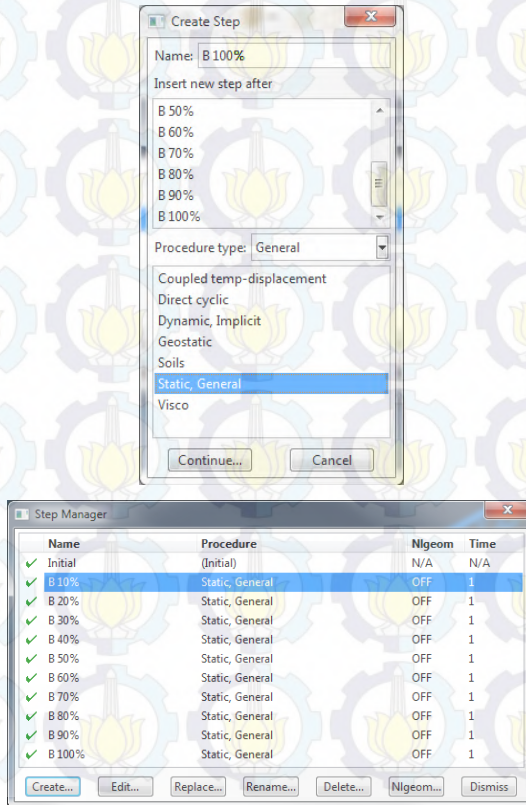 Create Step
Name: B 100%
Insert new step after
B 50%
B 60%
B 70%
B 80%
B 90%
B 100%
Procedure type: General
Coupled temp-displacement
Direct cyclic
Dynamic, Implicit
Geostatic
Soils
Static, General
Visco
Continue... Cancel
Step Manager
Name Procedure Nlgeom Time
Initial (Initial) N/A N/A
B 10% Static, General OFF 1
B 20% Static, General OFF 1
B 30% Static, General OFF 1
B 40% Static, General OFF 1
B 50% Static, General OFF 1
B 60% Static, General OFF 1
B 70% Static, General OFF 1
B 80% Static, General OFF 1
B 90% Static, General OFF 1
B 100% Static, General OFF 1
Create... Edit... Replace... Rename... Delete... Nlgeom... Dismiss